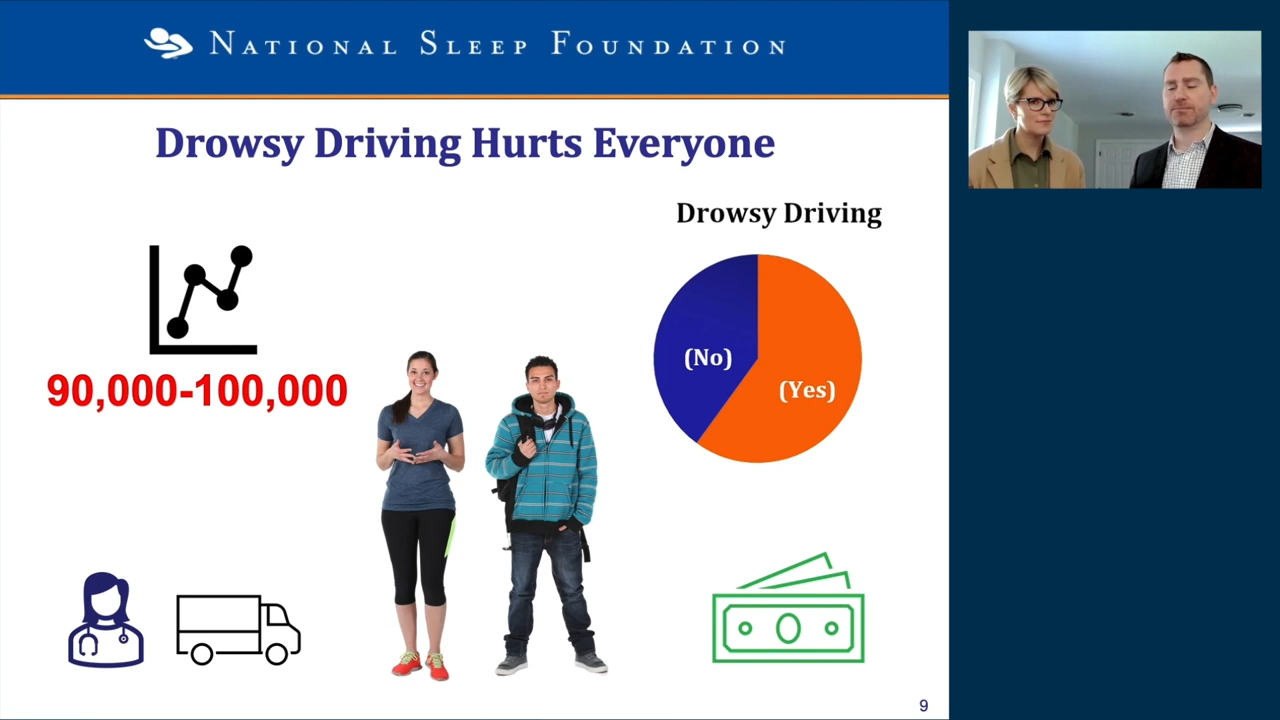 NATIONAL SLEEP FOUNDATION
Drowsy Driving Hurts Everyone
Drowsy Driving
(No)
(Yes)
90,000-100,000
9